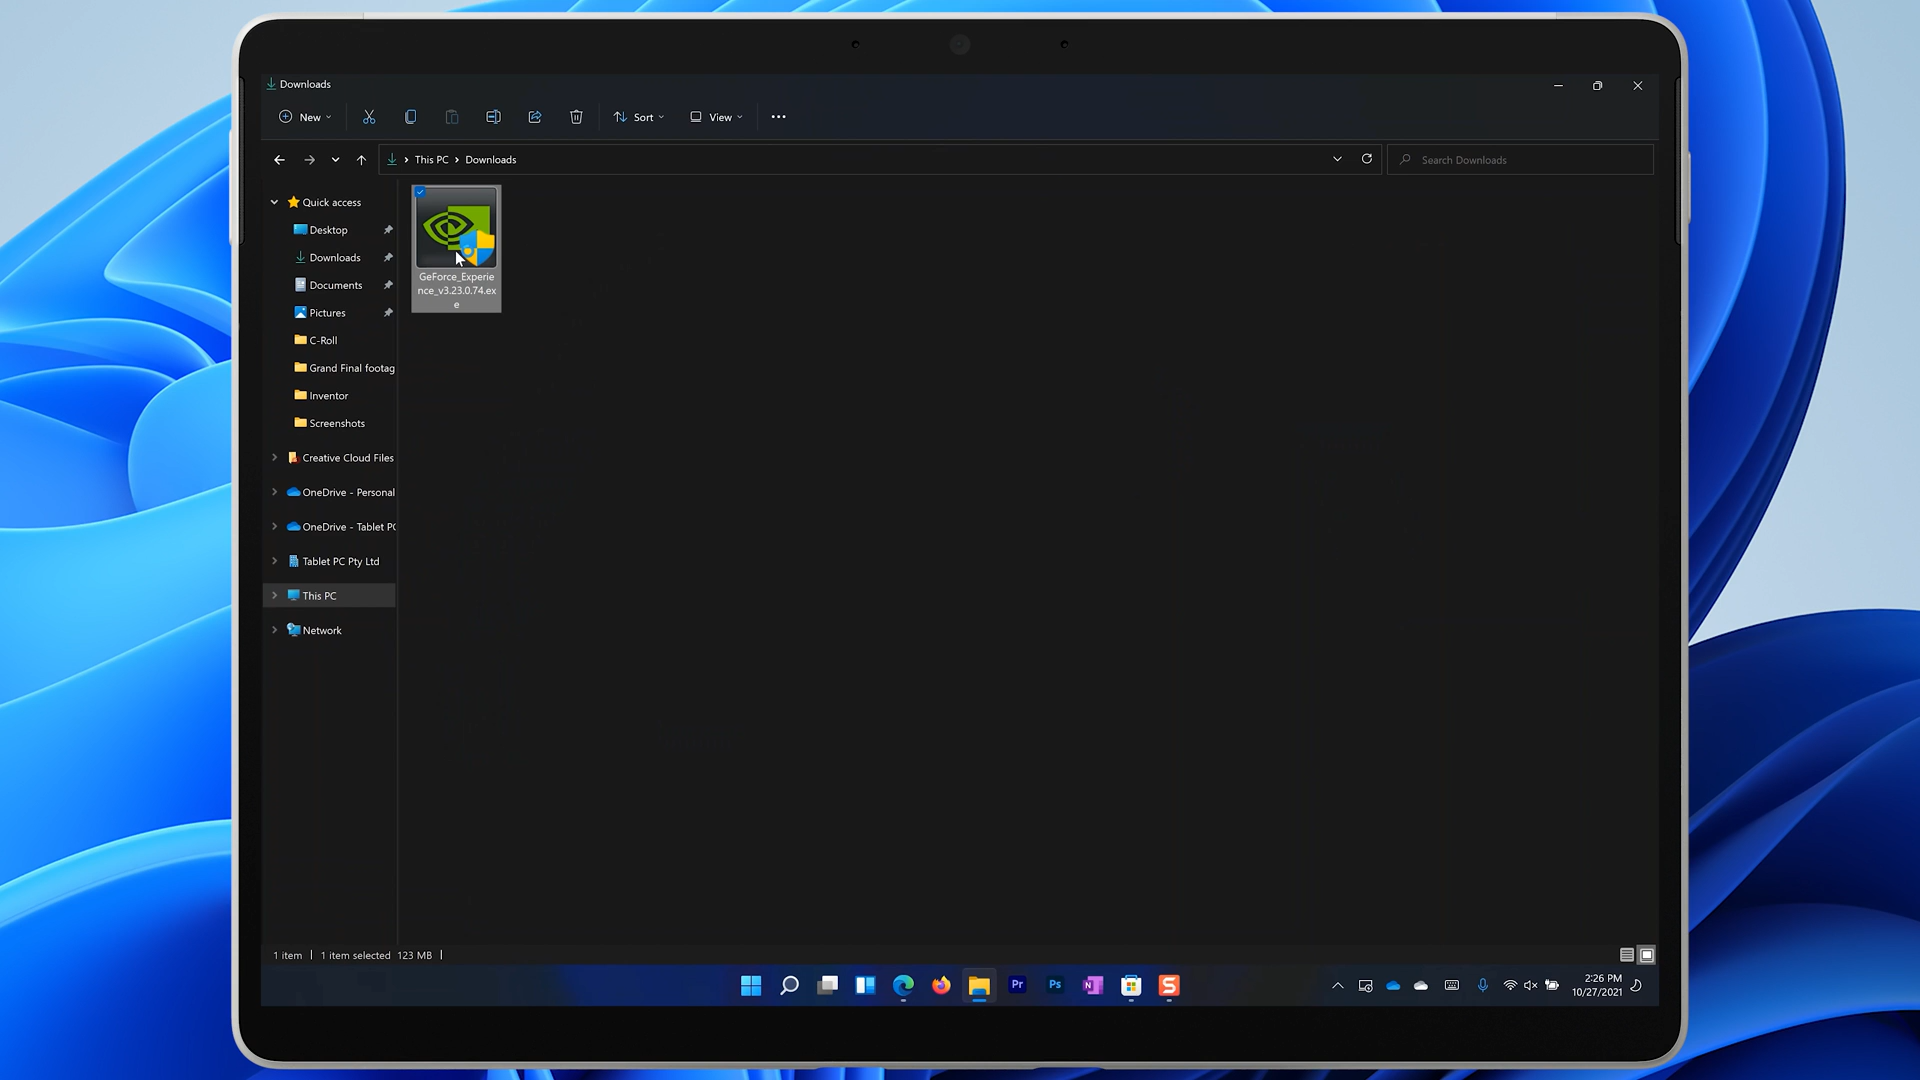 Downloads
New
Sort
View
This PC
Downloads
Search Downloads
Quick access
Desktop
Downloads
Documents
Pictures
C-Roll
Grand Final footag
Inventor
Screenshots
Creative Cloud Files
OneDrive - Personal
OneDrive - Tablet PC
Tablet PC Pty Ltd
This PC
Network
GeForce_Experie
nce_v3.23.0.74.ex
e
1 item
1 item selected 123 MB
Pr
Ps
N
S
2:26 PM
10/27/2021